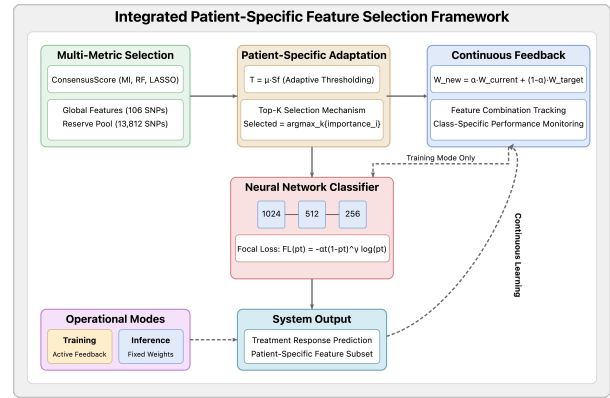 Integrated Patient-Specific Feature Selection Framework
Multi-Metric Selection
ConsensusScore (MI, RF, LASSO)
Global Features (106 SNPs)
Reserve Pool (13,812 SNPs)
Patient-Specific Adaptation
T = μ·Sf (Adaptive Thresholding)
Top-K Selection Mechanism
Selected = argmax_k{importance_i}
Continuous Feedback
W_new = α·W_current + (1-α)·W_target
Feature Combination Tracking
Class-Specific Performance Monitoring
Training Mode Only
Neural Network Classifier
1024
512
256
Focal Loss: FL(pt) = -αt(1-pt)^γ log(pt)
Continuous Learning
Operational Modes
Training
Active Feedback
Inference
Fixed Weights
System Output
Treatment Response Prediction
Patient-Specific Feature Subset